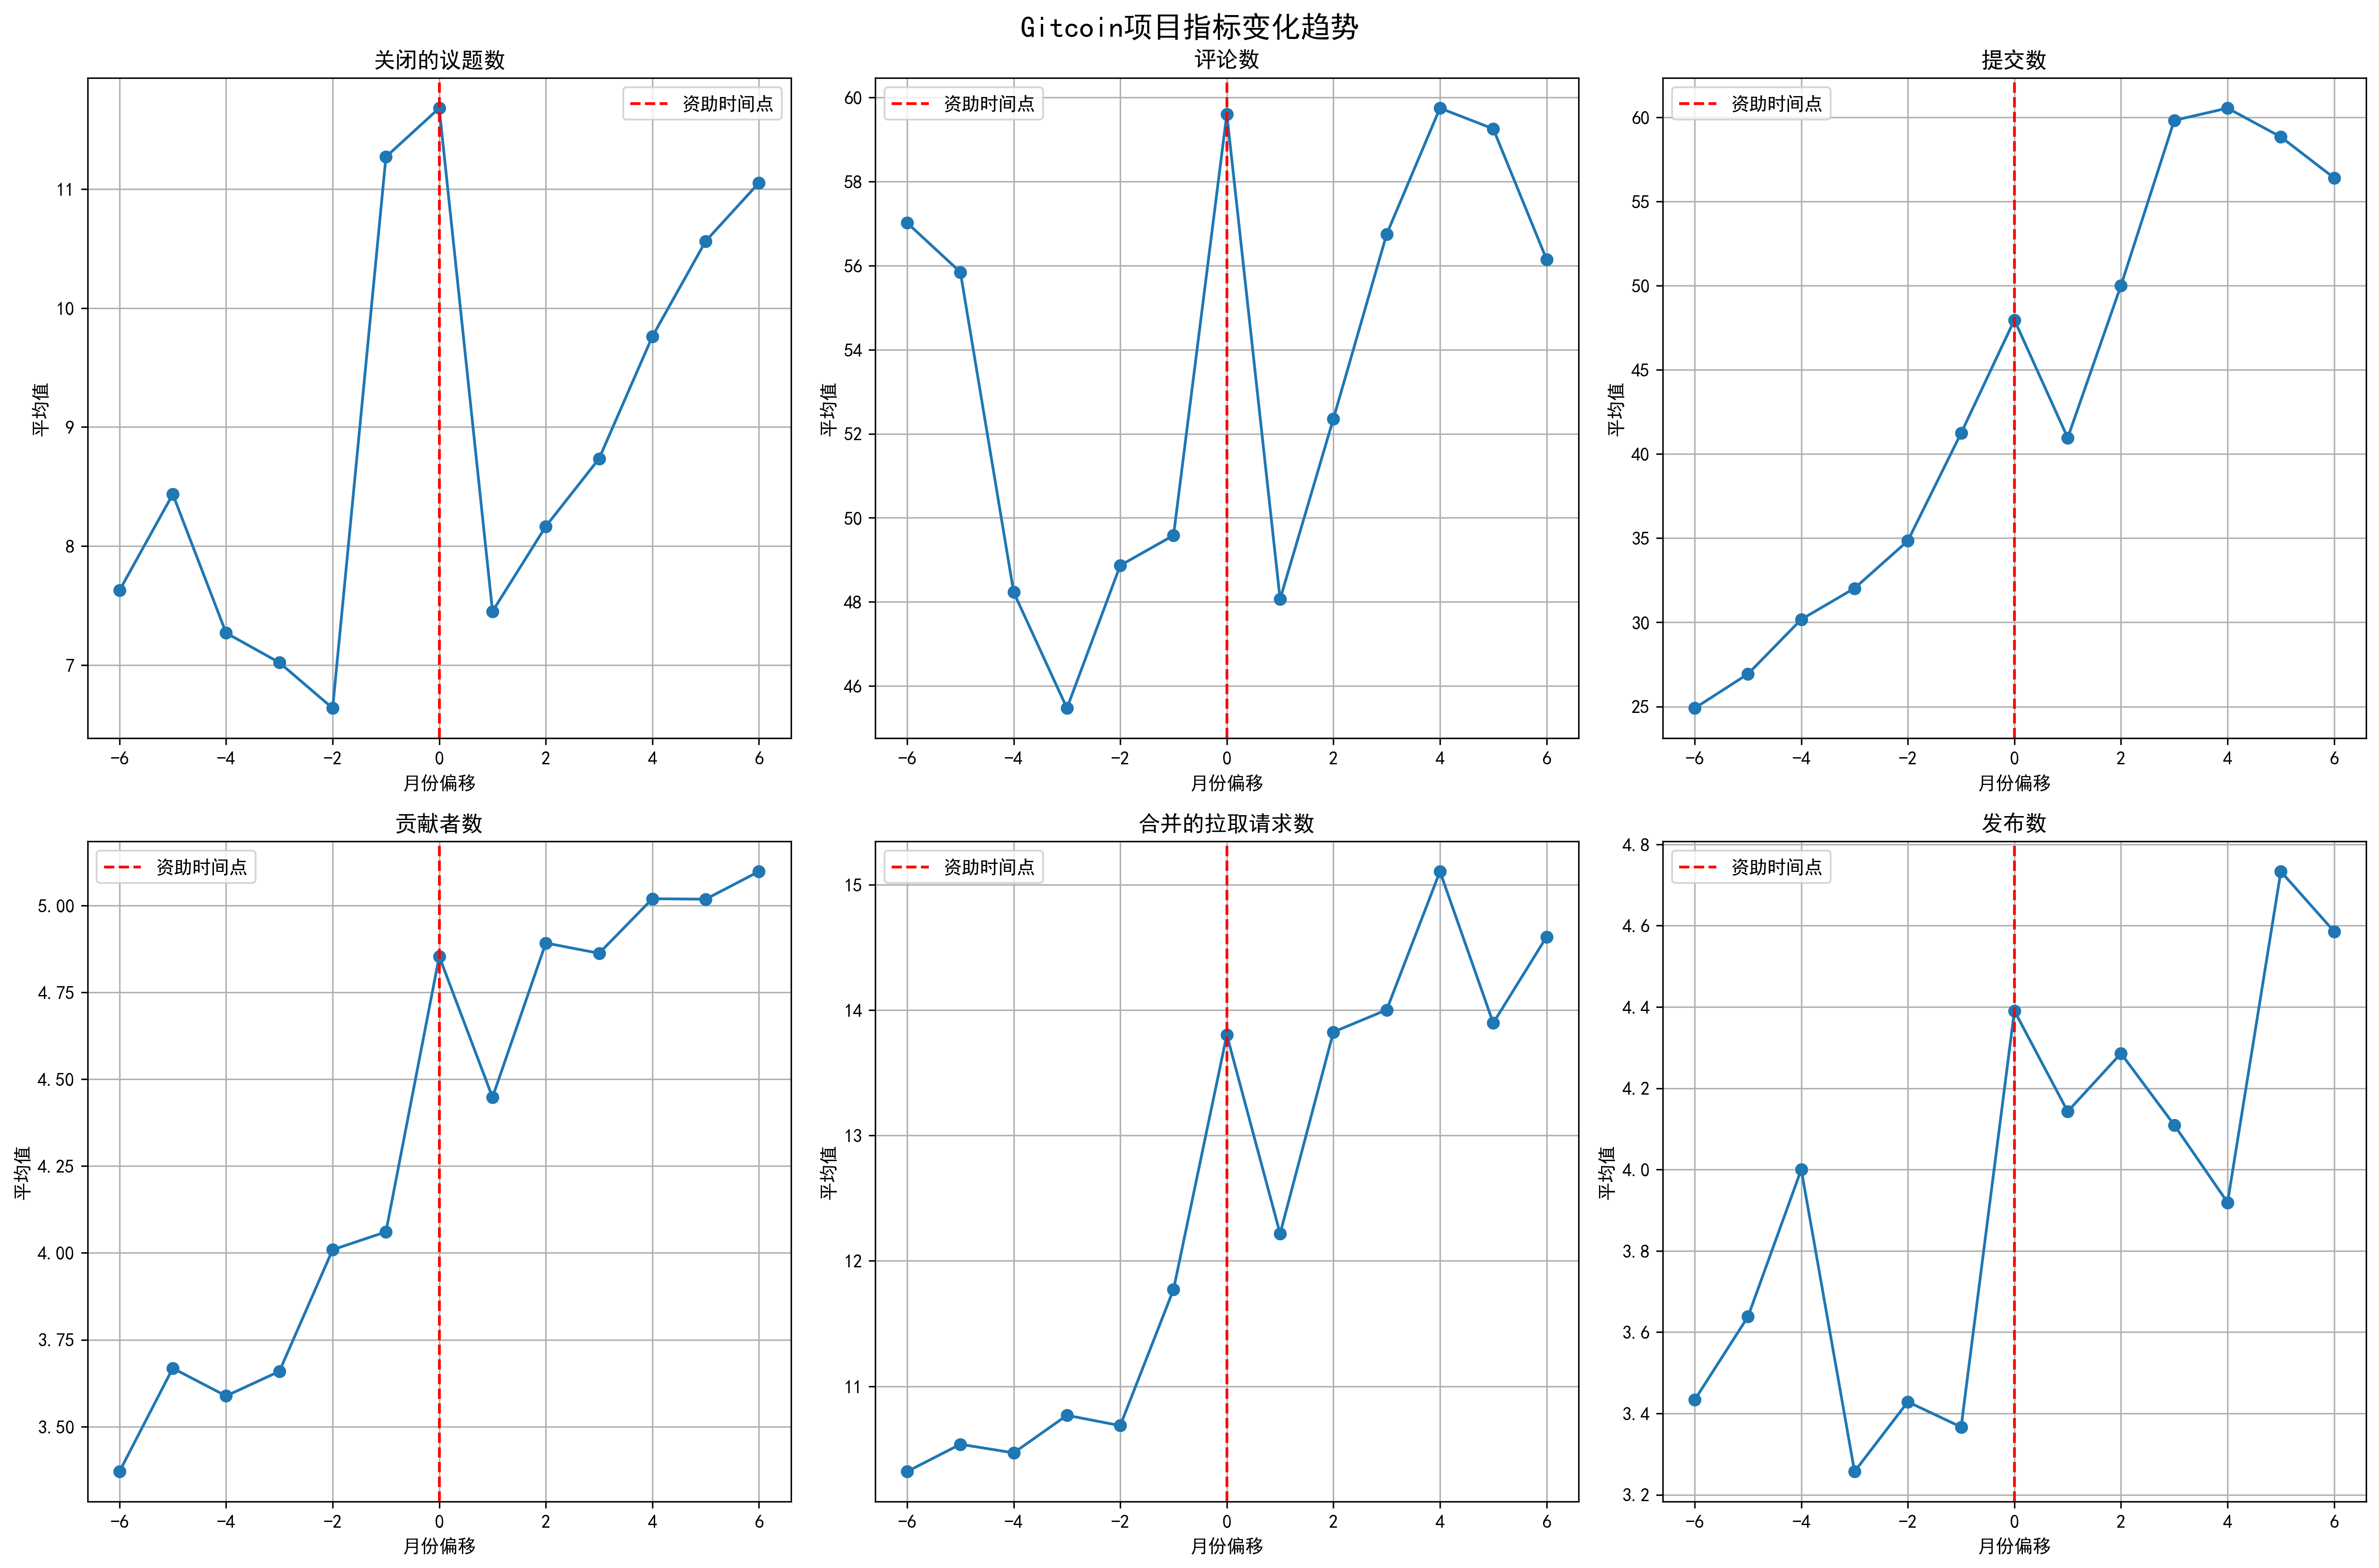 Gitcoin项目指标变化趋势
关闭的议题数
资助时间点
平均值
11
10
9
8
7
−6 −4 −2 0 2 4 6
月份偏移
评论数
资助时间点
平均值
60
58
56
54
52
50
48
46
−6 −4 −2 0 2 4 6
月份偏移
提交数
资助时间点
平均值
60
55
50
45
40
35
30
25
−6 −4 −2 0 2 4 6
月份偏移
贡献者数
资助时间点
平均值
5.00
4.75
4.50
4.25
4.00
3.75
3.50
−6 −4 −2 0 2 4 6
月份偏移
合并的拉取请求数
资助时间点
平均值
15
14
13
12
11
−6 −4 −2 0 2 4 6
月份偏移
发布数
资助时间点
平均值
4.8
4.6
4.4
4.2
4.0
3.8
3.6
3.4
3.2
−6 −4 −2 0 2 4 6
月份偏移